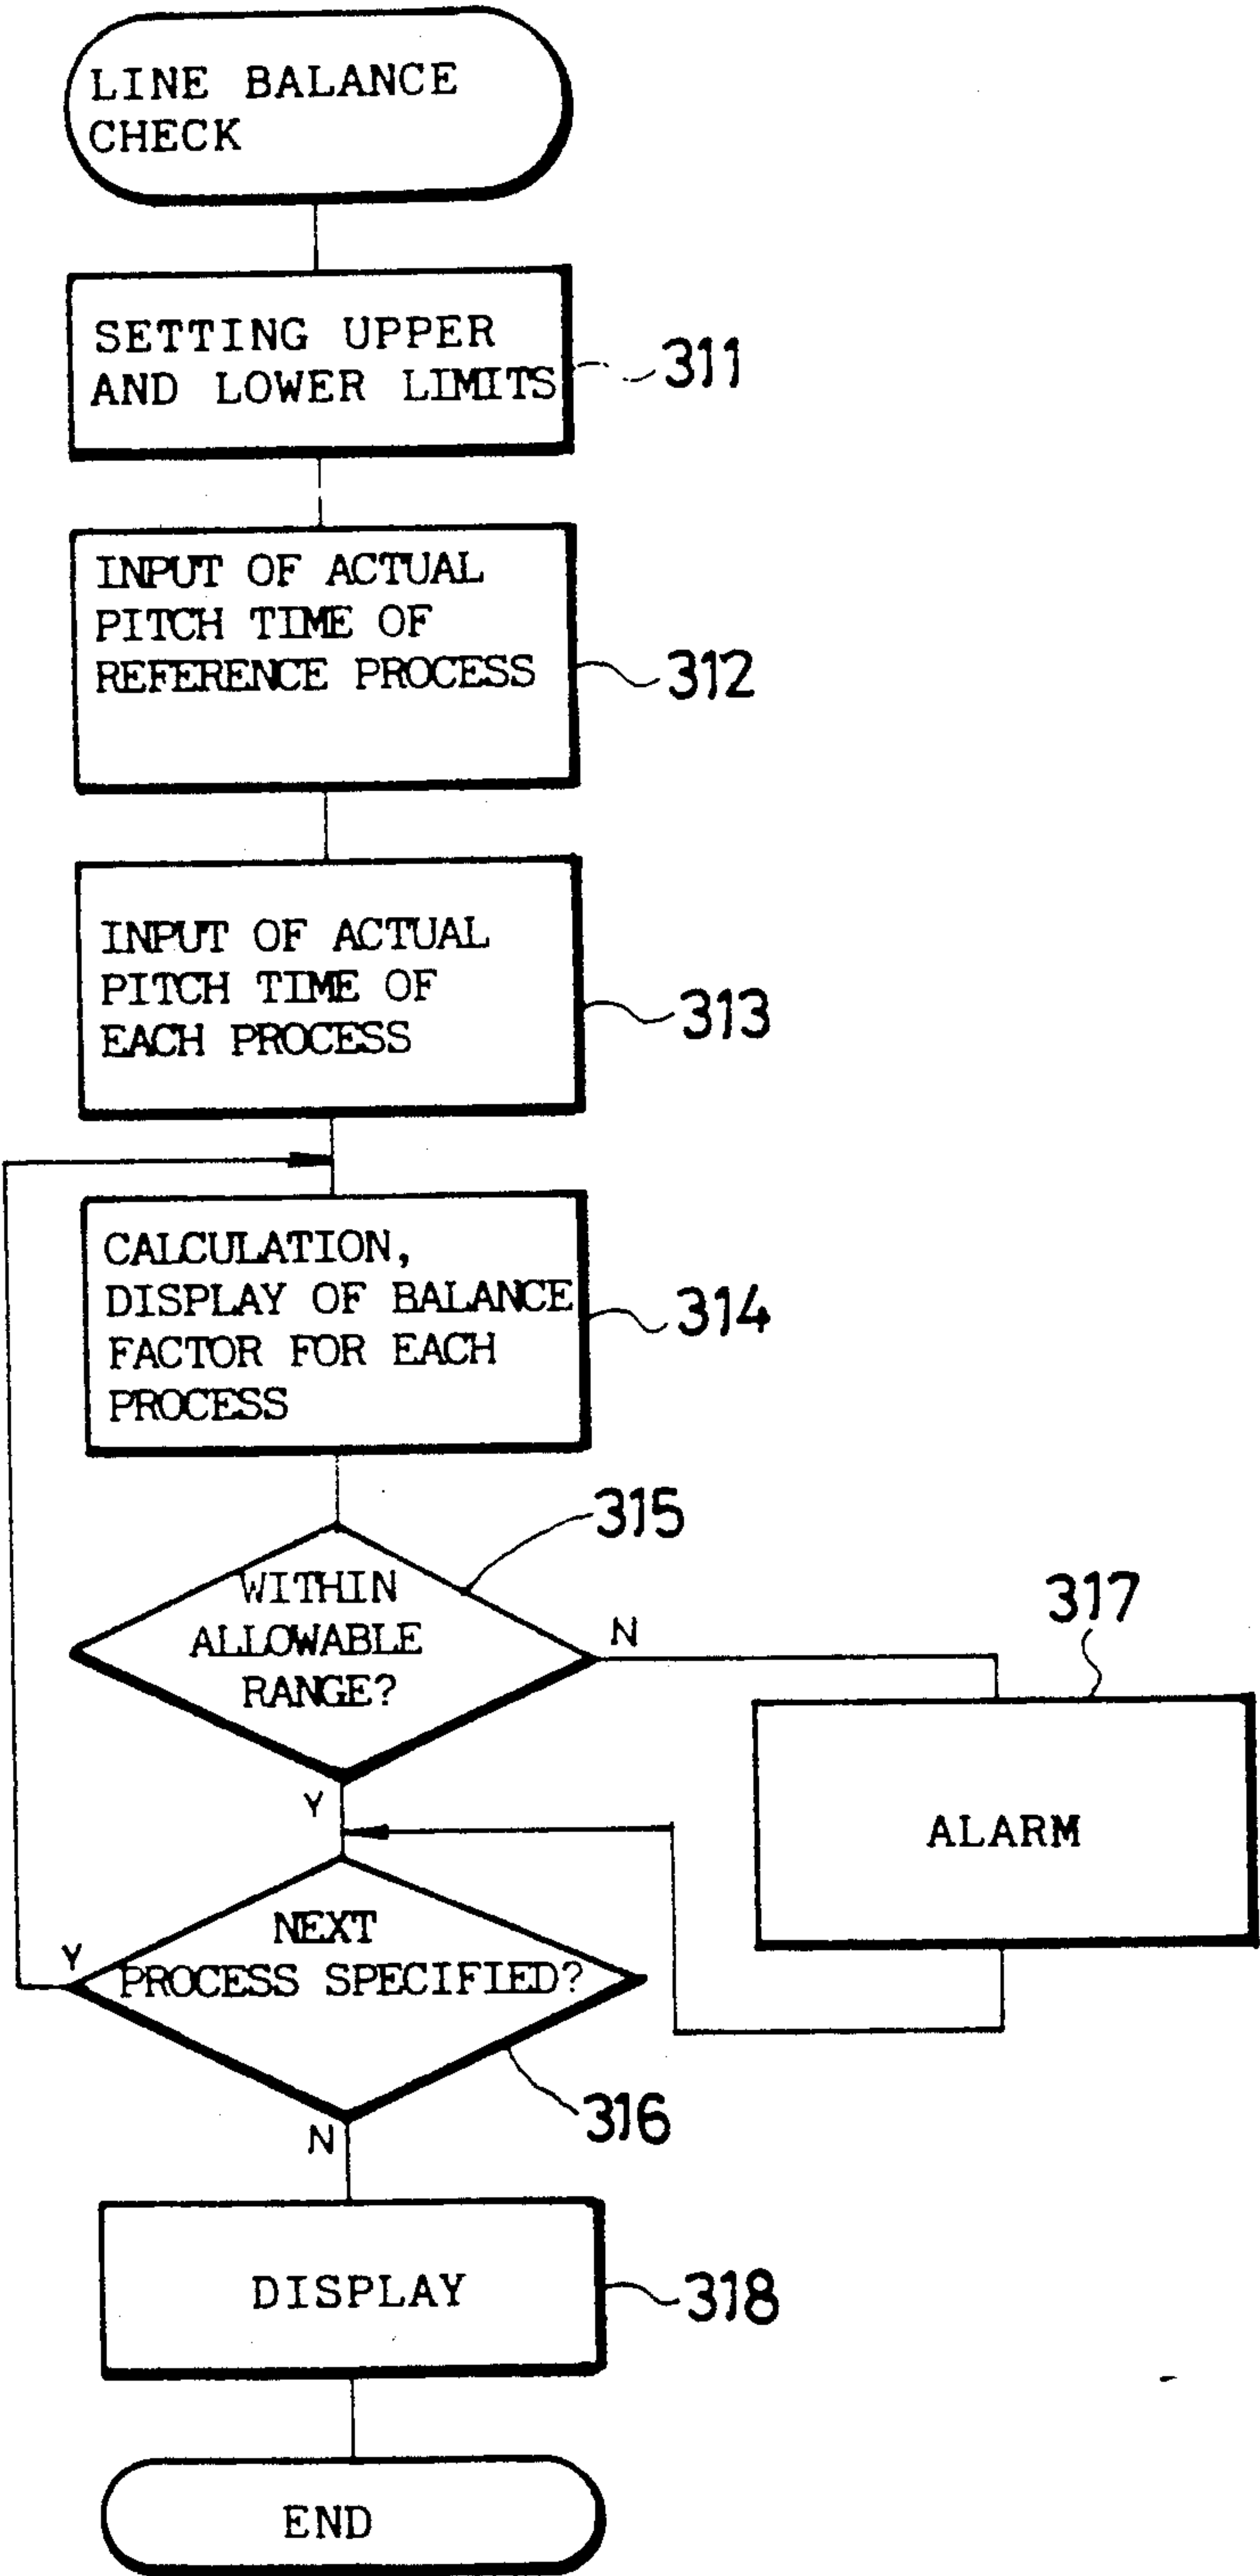 LINE BALANCE
CHECK
SETTING UPPER
AND LOWER LIMITS
311
INPUT OF ACTUAL
PITCH TIME OF
REFERENCE PROCESS
312
INPUT OF ACTUAL
PITCH TIME OF
EACH PROCESS
313
CALCULATION,
DISPLAY OF BALANCE
FACTOR FOR EACH
PROCESS
314
315
WITHIN
ALLOWABLE
RANGE?
N
317
Y
ALARM
NEXT
PROCESS SPECIFIED?
Y
316
N
DISPLAY
318
END